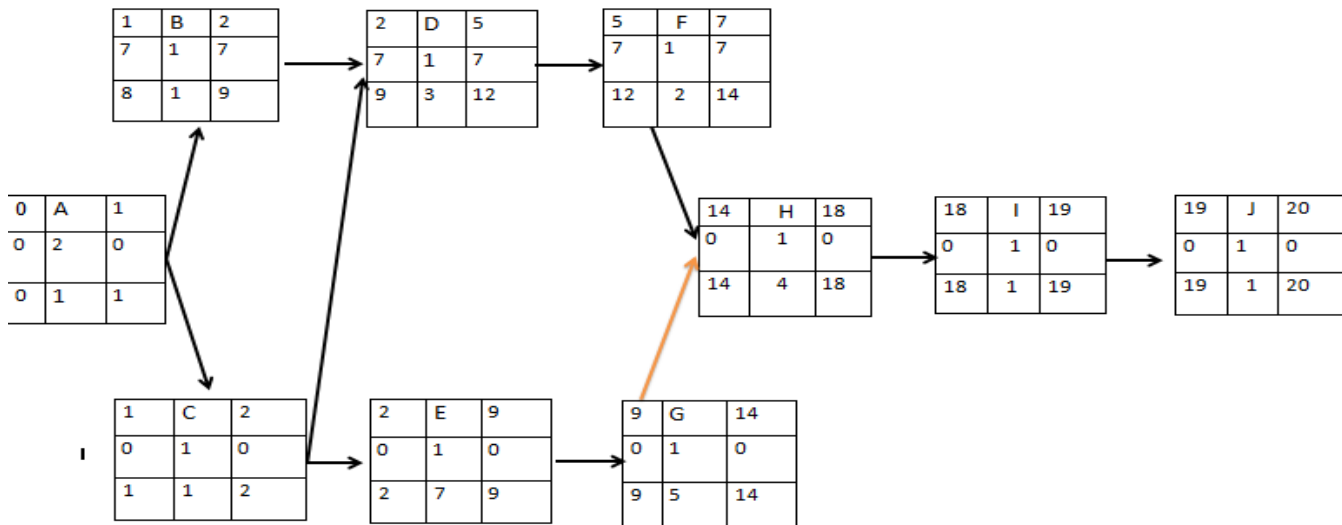 1 B 2
7 1 7
8 1 9
2 D 5
7 1 7
9 3 12
5 F 7
7 1 7
12 2 14
0 A 1
0 2 0
0 1 1
14 H 18
0 1 0
14 4 18
18 I 19
0 1 0
18 1 19
19 J 20
0 1 0
19 1 20
1 C 2
0 1 0
1 1 2
2 E 9
0 1 0
2 7 9
9 G 14
0 1 0
9 5 14